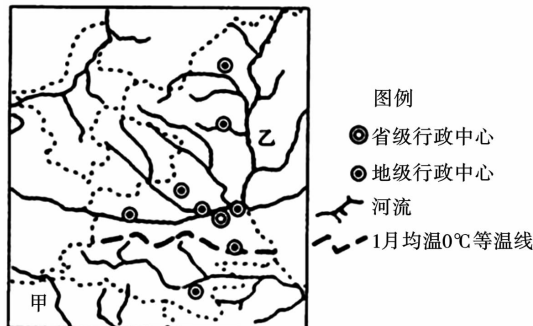 乙
甲
图例
省级行政中心
地级行政中心
河流
1月均温0℃等温线